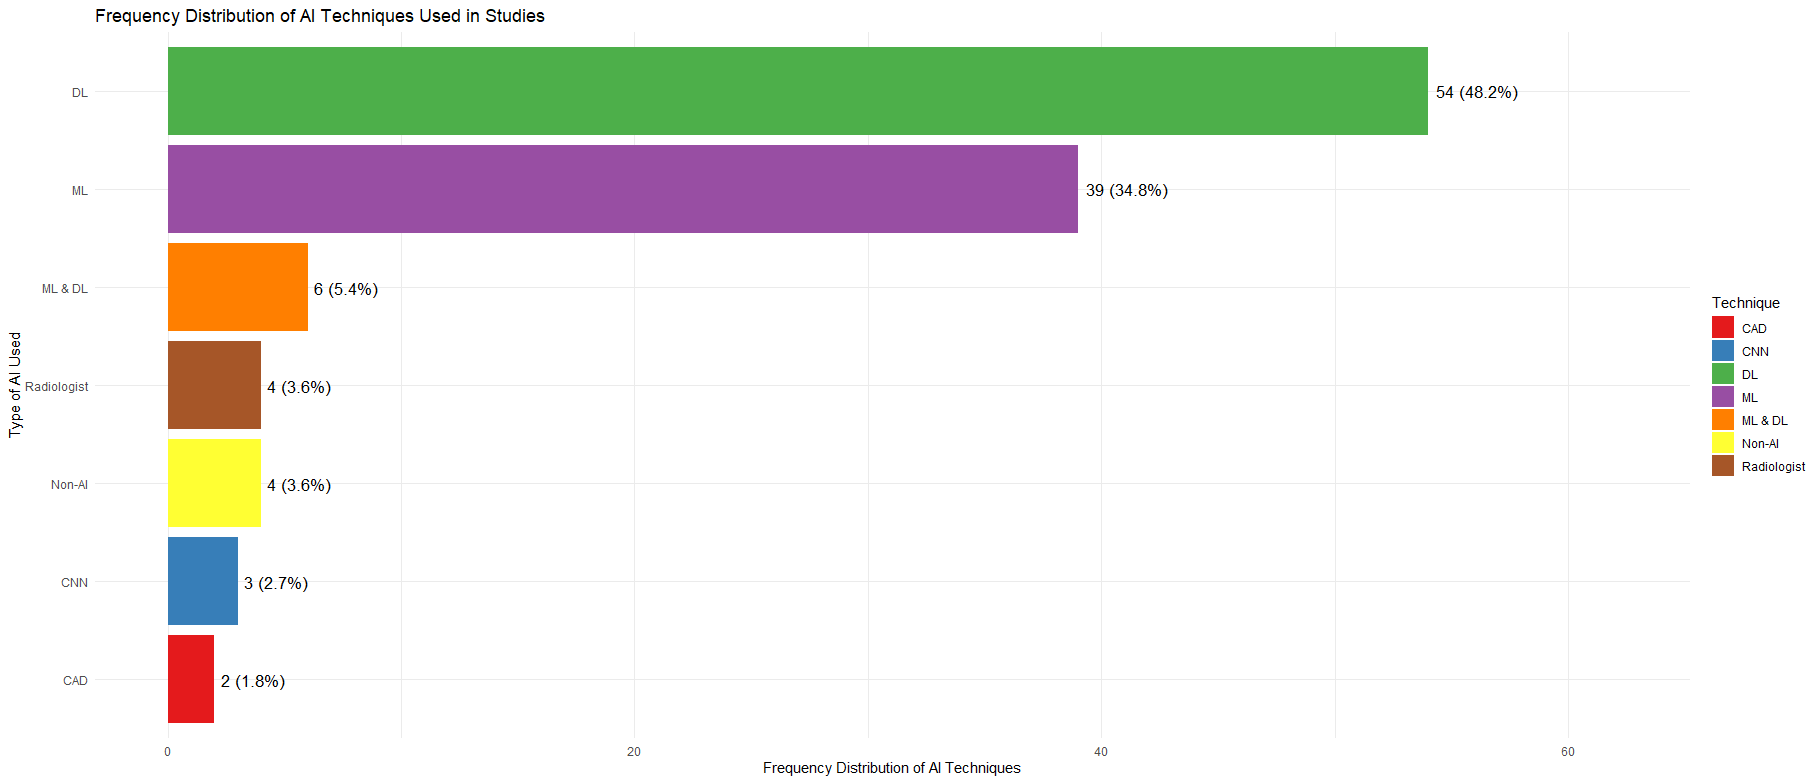 Frequency Distribution of AI Techniques Used in Studies
DL
54 (48.2%)
ML
39 (34.8%)
ML & DL
6 (5.4%)
Radiologist
4 (3.6%)
Non-AI
4 (3.6%)
CNN
3 (2.7%)
CAD
2 (1.8%)
Type of AI Used
0
20
40
60
Frequency Distribution of AI Techniques
Technique
CAD
CNN
DL
ML
ML & DL
Non-AI
Radiologist